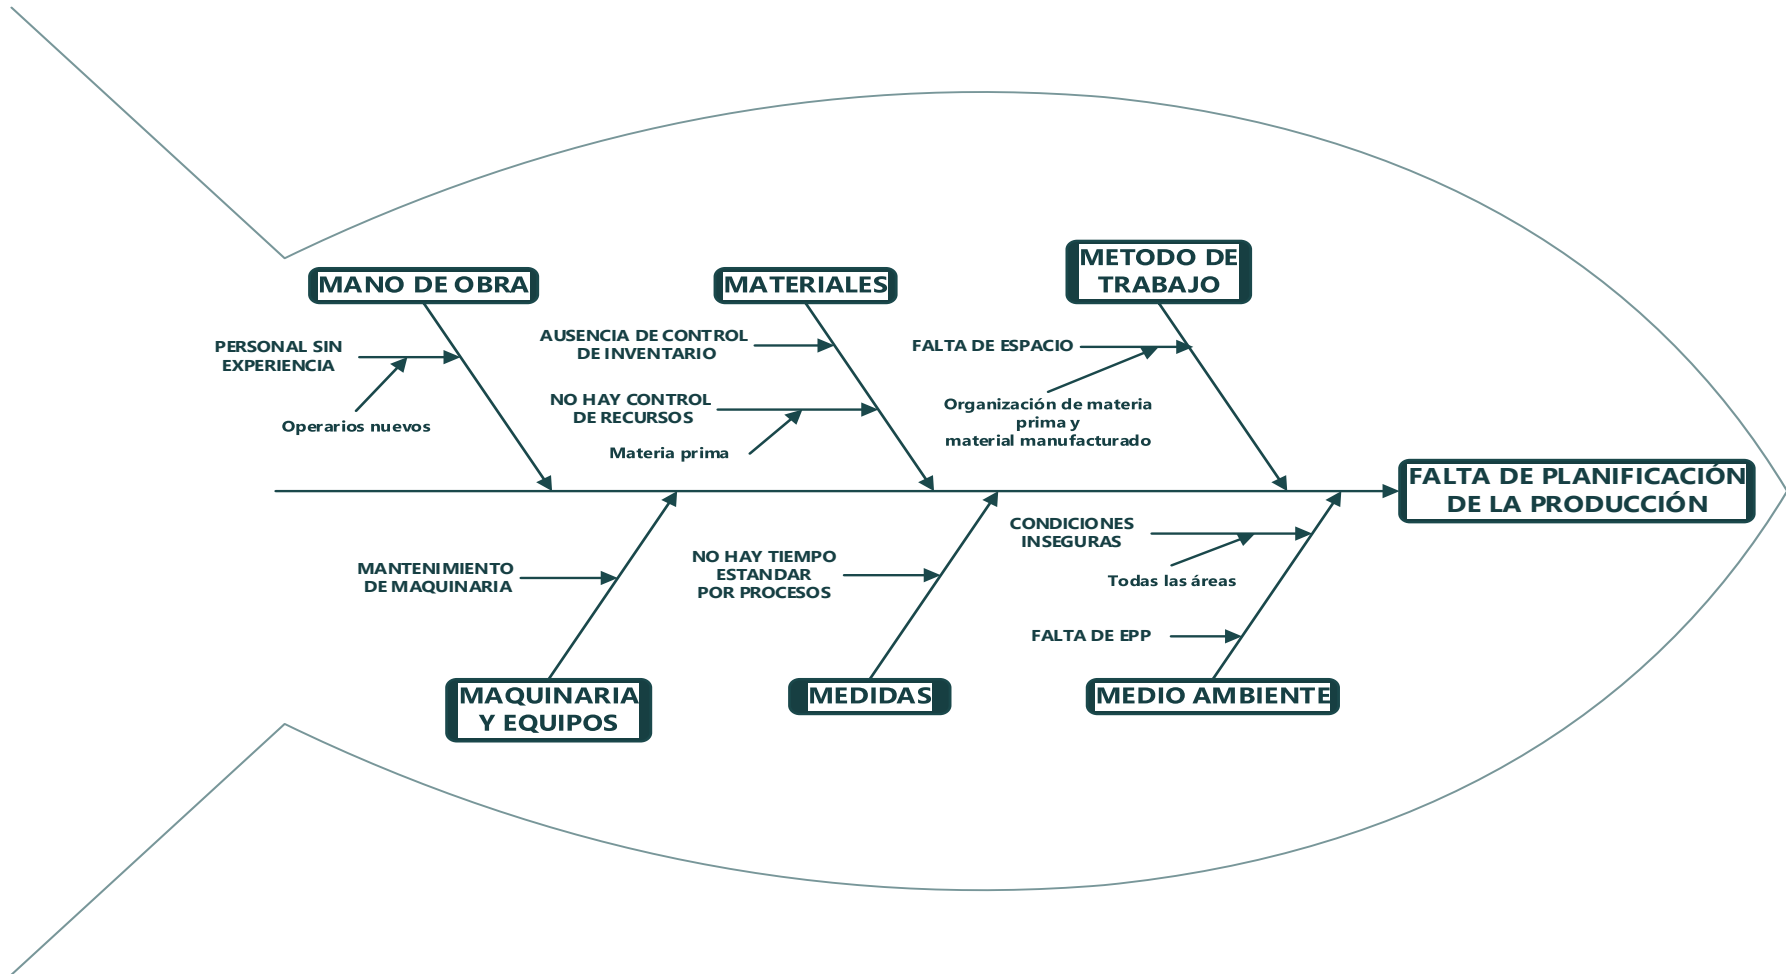 MANO DE OBRA
PERSONAL SIN
EXPERIENCIA
Operarios nuevos
MATERIALES
AUSENCIA DE CONTROL
DE INVENTARIO
NO HAY CONTROL
DE RECURSOS
Materia prima
METODO DE
TRABAJO
FALTA DE ESPACIO
Organización de materia
prima y
material manufacturado
FALTA DE PLANIFICACIÓN
DE LA PRODUCCIÓN
MANTENIMIENTO
DE MAQUINARIA
MAQUINARIA
Y EQUIPOS
NO HAY TIEMPO
ESTANDAR
POR PROCESOS
MEDIDAS
CONDICIONES
INSEGURAS
Todas las áreas
FALTA DE EPP
MEDIO AMBIENTE